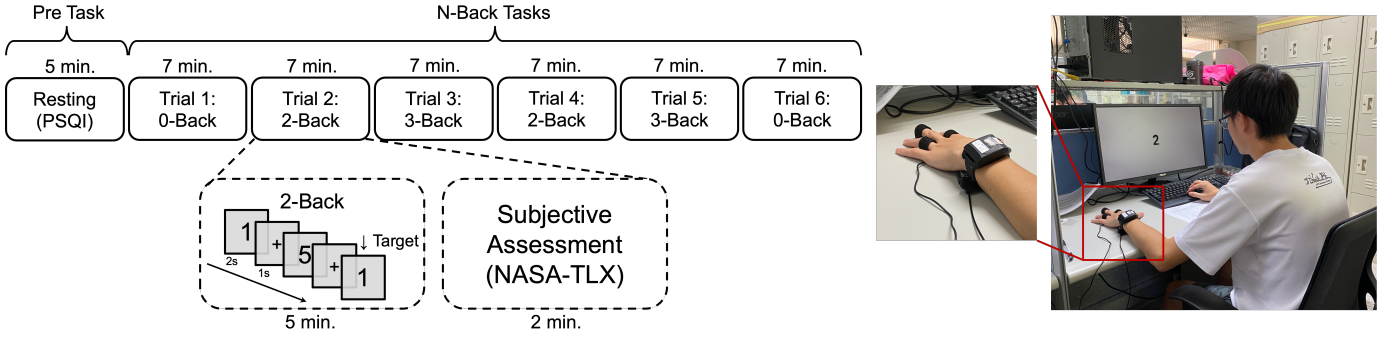 Pre Task
N-Back Tasks
5 min.
7 min.
7 min.
7 min.
7 min.
7 min.
7 min.
Resting
(PSQI)
Trial 1:
0-Back
Trial 2:
2-Back
Trial 3:
3-Back
Trial 4:
2-Back
Trial 5:
3-Back
Trial 6:
0-Back
2-Back
1
+
5
+
1
↓ Target
2s
1s
5 min.
Subjective
Assessment
(NASA-TLX)
2 min.
2